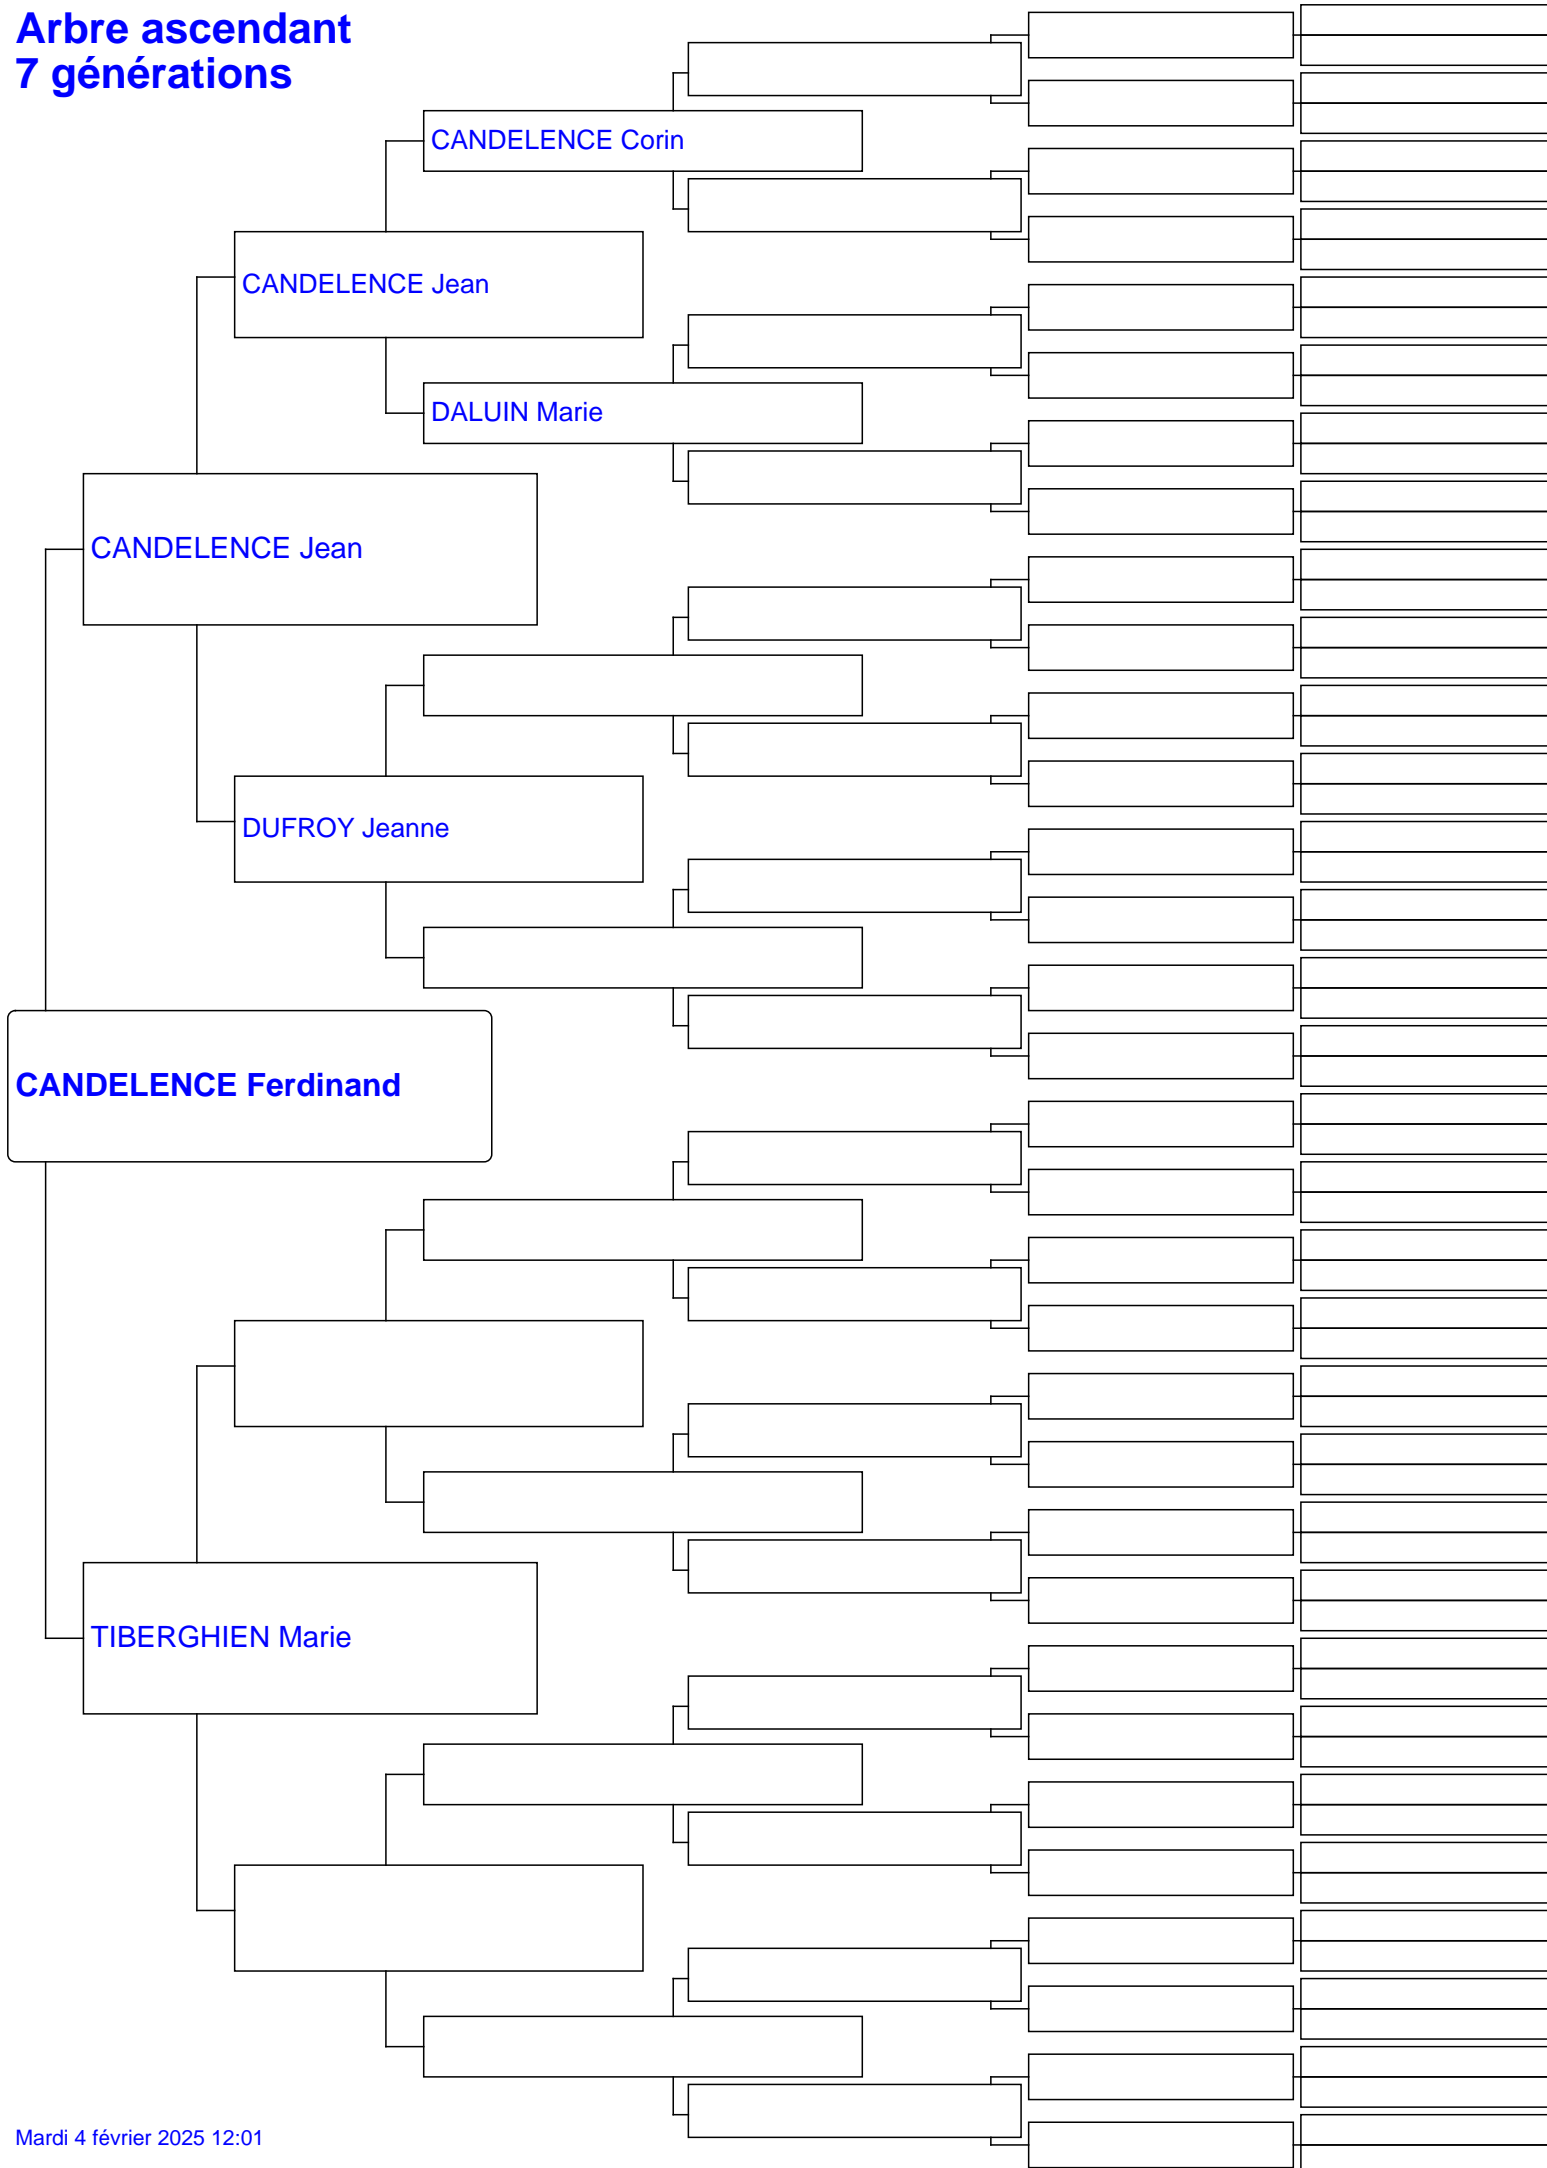 Arbre ascendant
7 générations
CANDELENCE Corin
CANDELENCE Jean
DALUIN Marie
CANDELENCE Jean
DUFROY Jeanne
CANDELENCE Ferdinand
TIBERGHIEN Marie
Mardi 4 février 2025 12:01